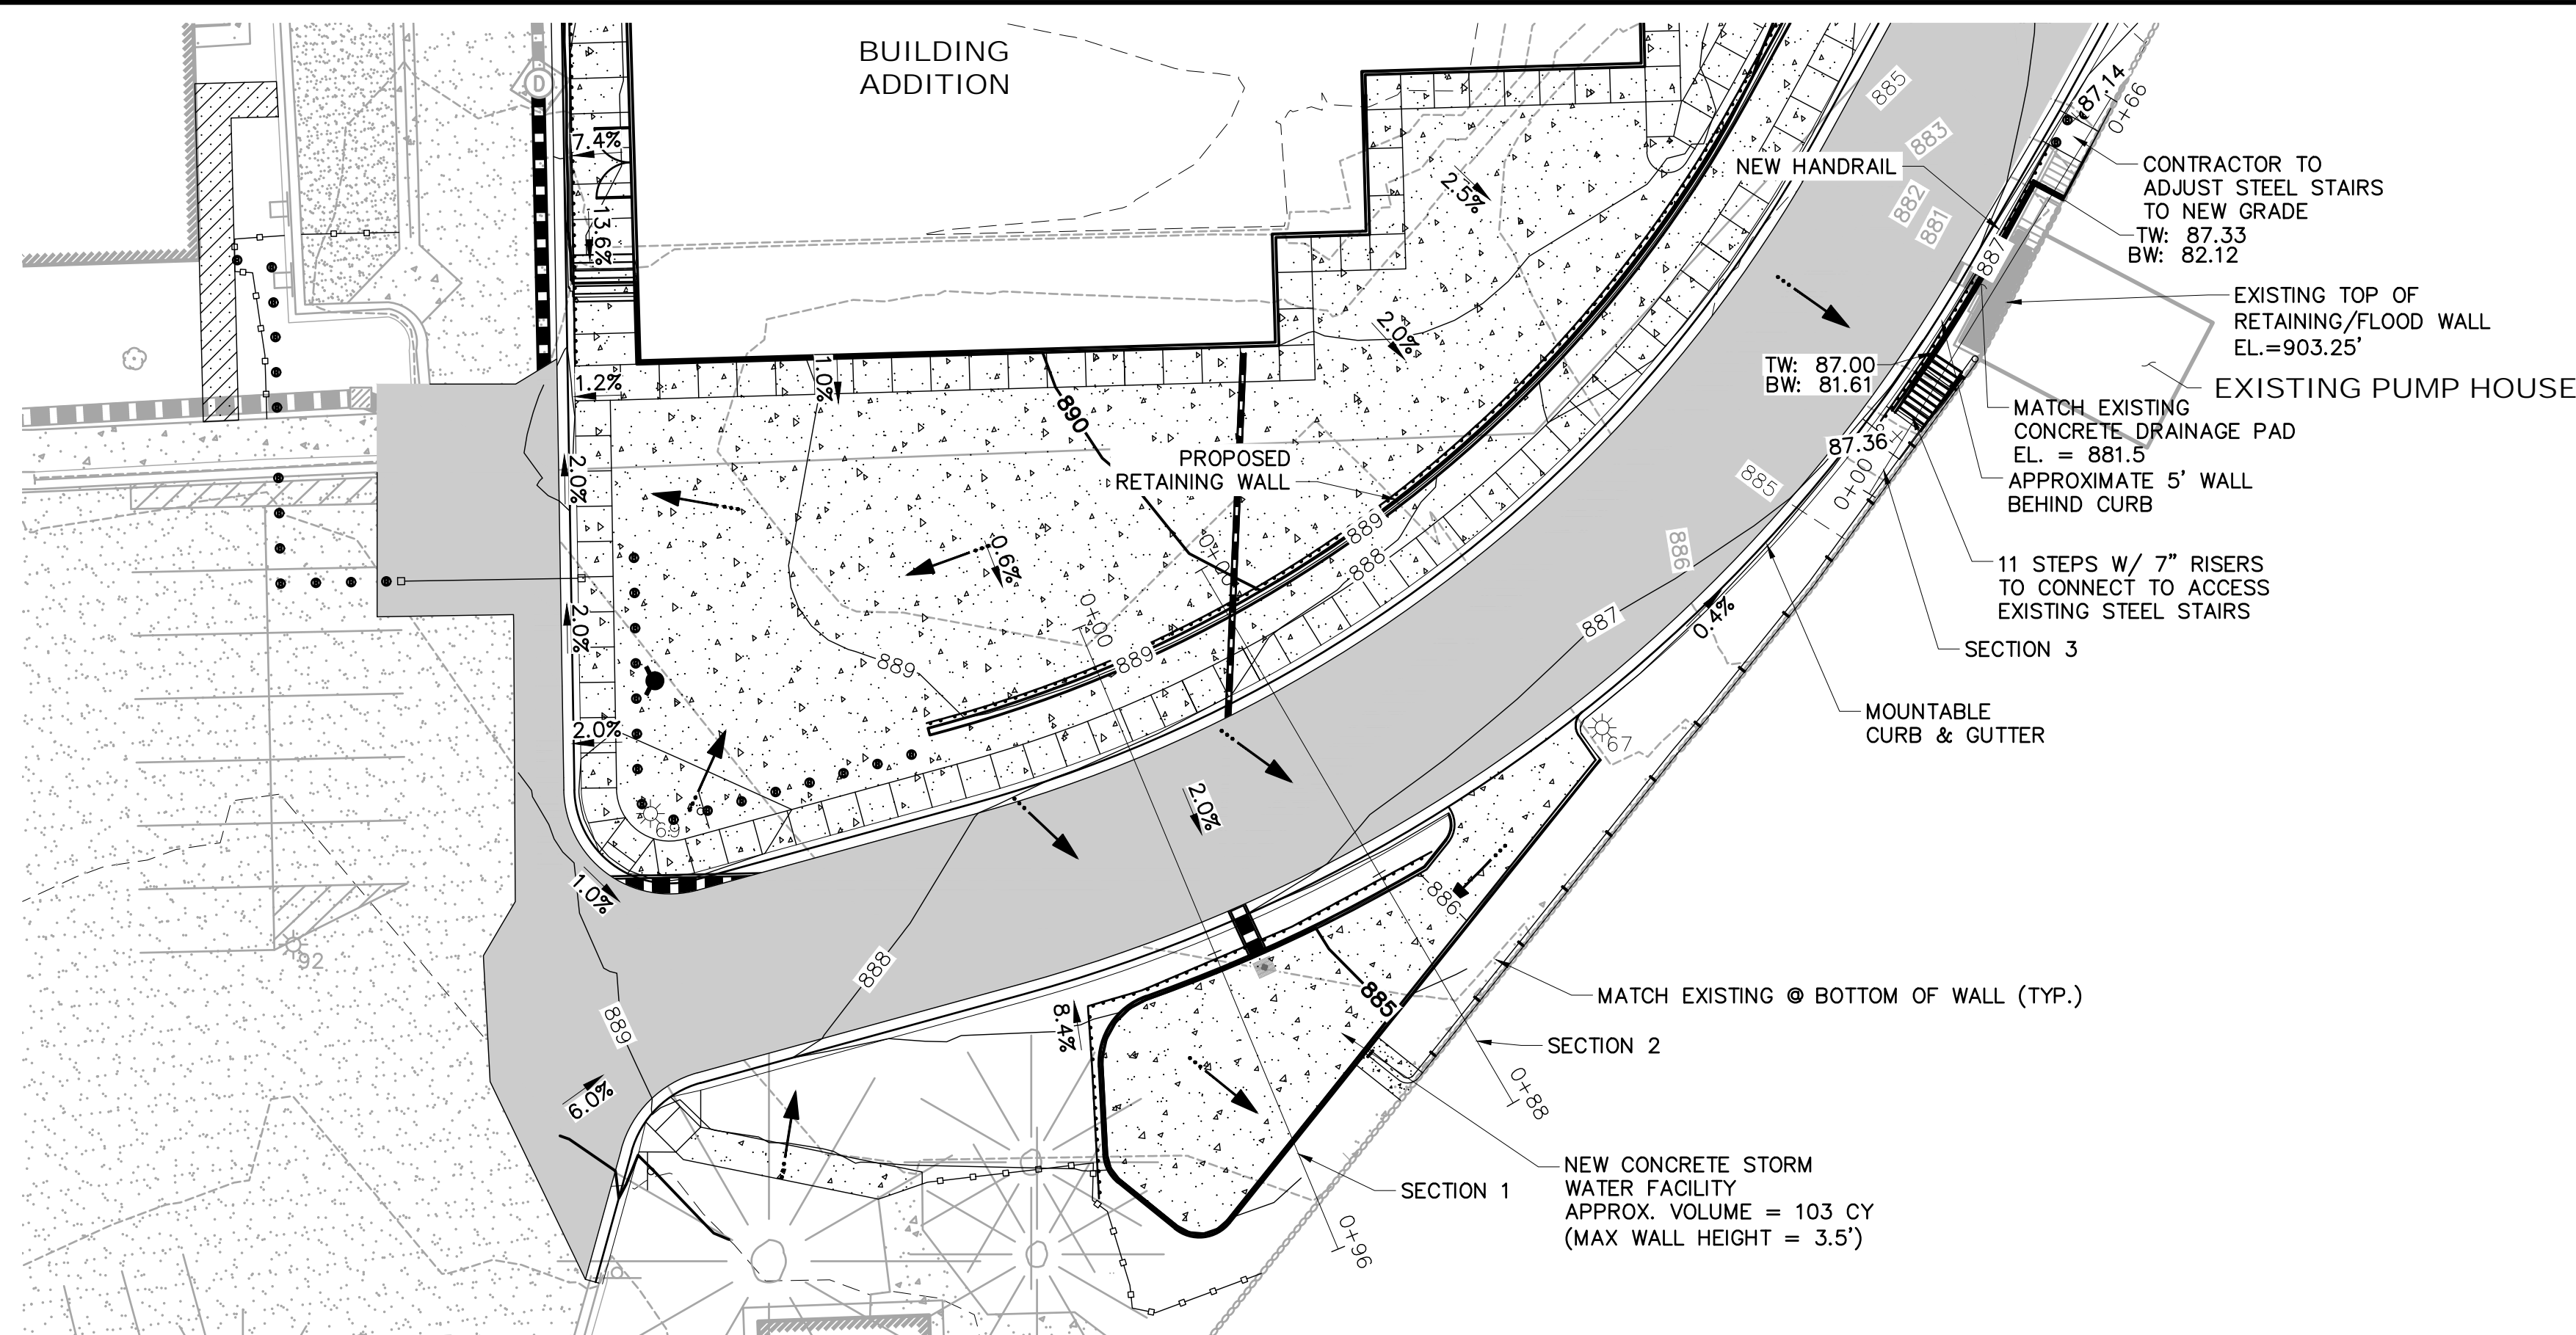 BUILDING
ADDITION
D
7.4%
13.6%
1.2%
1.0%
890
2.5%
2.0%
885
883
882
881
NEW HANDRAIL
87.14
0+66
CONTRACTOR TO
ADJUST STEEL STAIRS
TO NEW GRADE
TW: 87.33
BW: 82.12
887
EXISTING TOP OF
RETAINING/FLOOD WALL
EL.=903.25'
EXISTING PUMP HOUSE
TW: 87.00
BW: 81.61
MATCH EXISTING
CONCRETE DRAINAGE PAD
EL. = 881.5
87.36
0+00
APPROXIMATE 5' WALL
BEHIND CURB
PROPOSED
RETAINING WALL
2.0%
885
889
888
886
11 STEPS W/ 7" RISERS
TO CONNECT TO ACCESS
EXISTING STEEL STAIRS
0.6%
0+00
0+00
2.0%
887
0.4%
SECTION 3
889
889
2.0%
MOUNTABLE
CURB & GUTTER
67
69
2.0%
1.0%
886
92
888
885
MATCH EXISTING @ BOTTOM OF WALL (TYP.)
889
8.4%
SECTION 2
6.0%
0+88
SECTION 1
NEW CONCRETE STORM
WATER FACILITY
APPROX. VOLUME = 103 CY
(MAX WALL HEIGHT = 3.5')
0+96